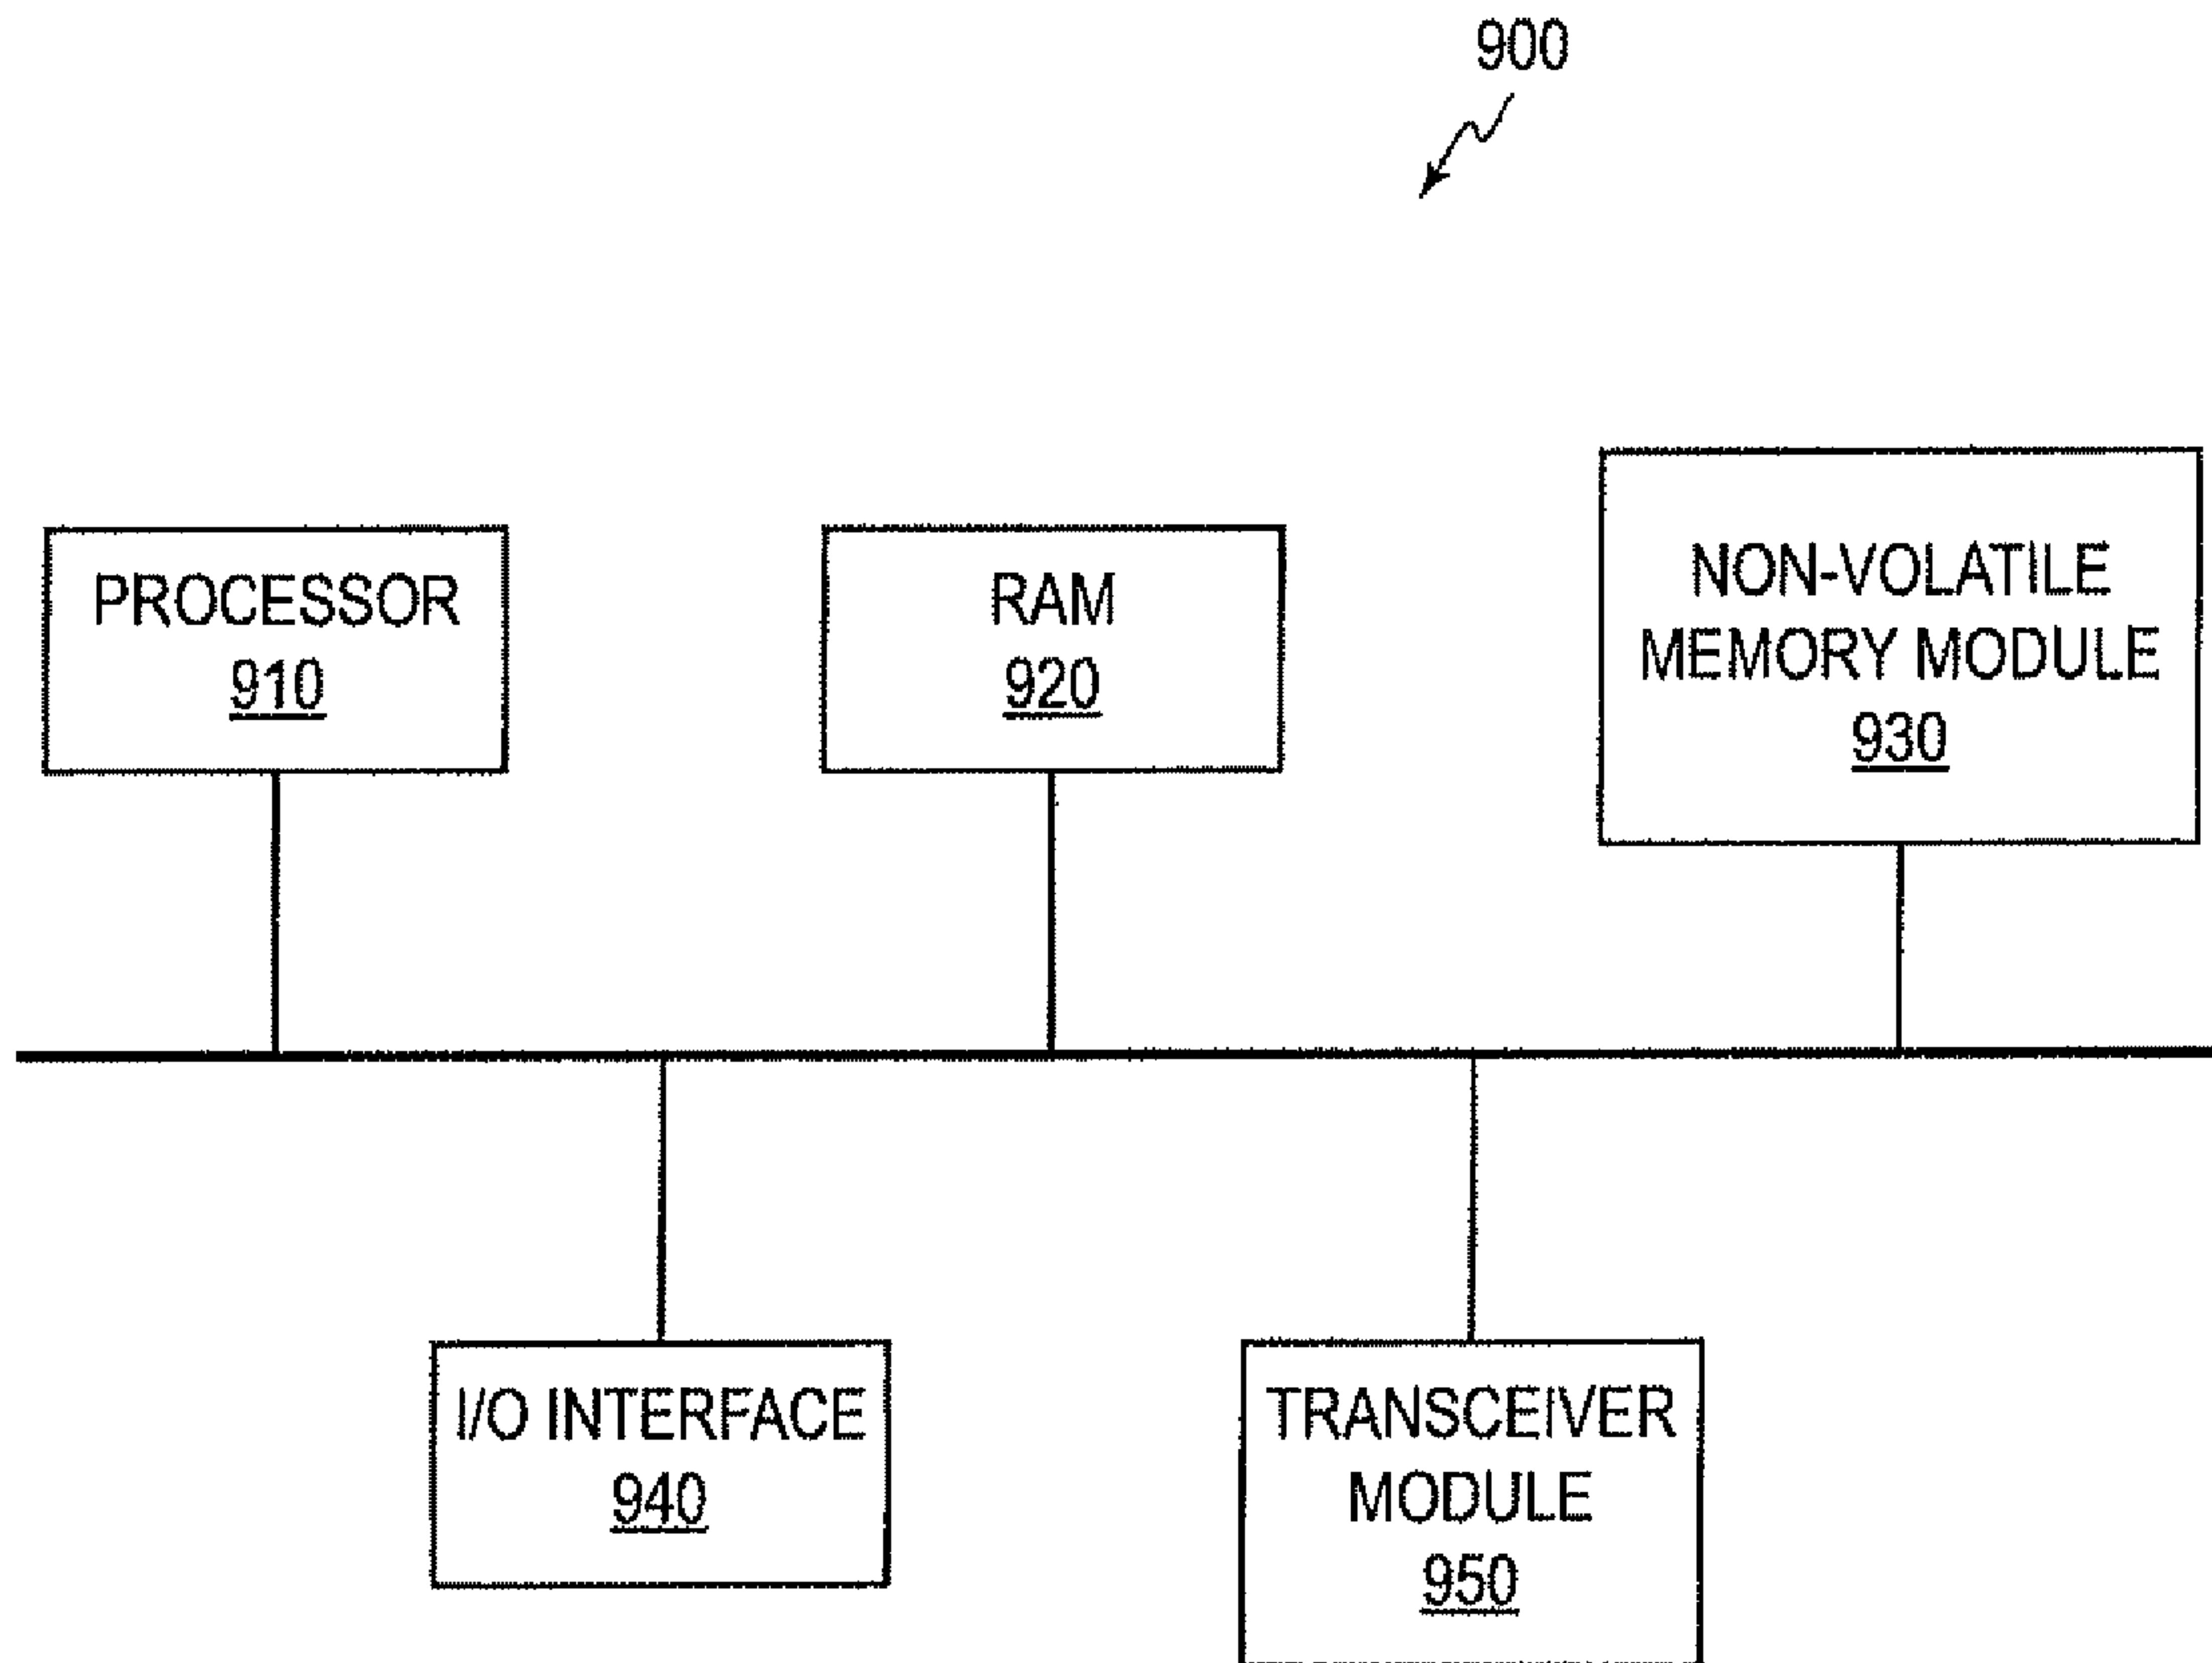 900
PROCESSOR
910
RAM
920
NON-VOLATILE
MEMORY MODULE
930
I/O INTERFACE
940
TRANSCEIVER
MODULE
950